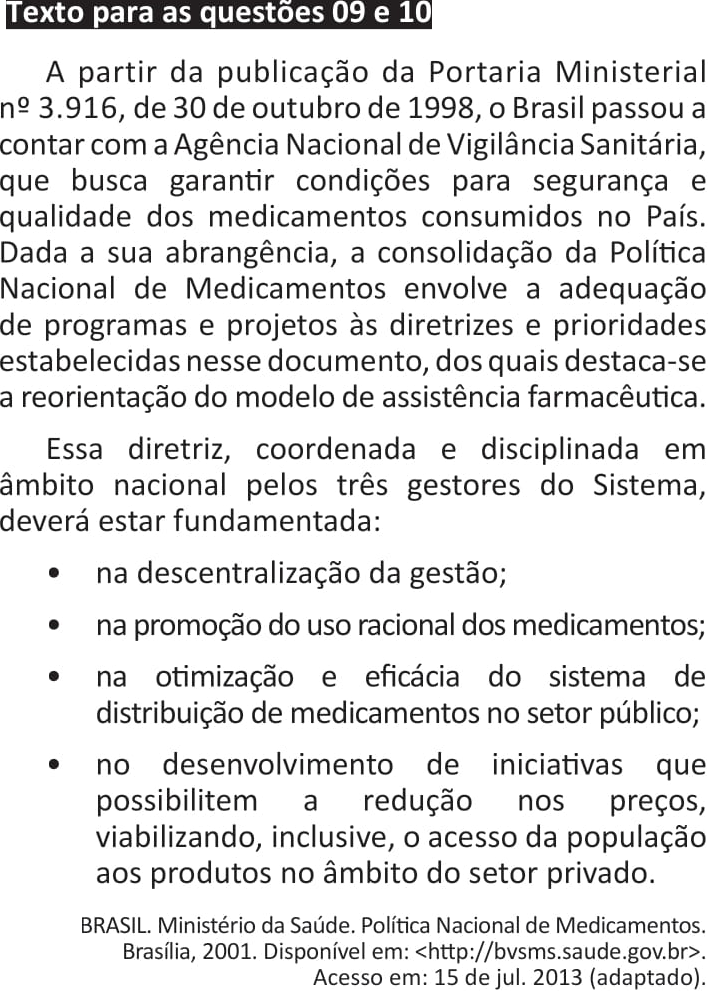 Texto para as questões 09 e 10
A partir da publicação da Portaria Ministerial
nº 3.916, de 30 de outubro de 1998, o Brasil passou a
contar com a Agência Nacional de Vigilância Sanitária,
que busca garantir condições para segurança e
qualidade dos medicamentos consumidos no País.
Dada a sua abrangência, a consolidação da Política
Nacional de Medicamentos envolve a adequação
de programas e projetos às diretrizes e prioridades
estabelecidas nesse documento, dos quais destaca-se
a reorientação do modelo de assistência farmacêutica.
Essa diretriz, coordenada e disciplinada em
âmbito nacional pelos três gestores do Sistema,
deverá estar fundamentada:
• na descentralização da gestão;
• na promoção do uso racional dos medicamentos;
• na otimização e eficácia do sistema de
distribuição de medicamentos no setor público;
• no desenvolvimento de iniciativas que
possibilitem a redução nos preços,
viabilizando, inclusive, o acesso da população
aos produtos no âmbito do setor privado.
BRASIL. Ministério da Saúde. Política Nacional de Medicamentos.
Brasília, 2001. Disponível em: <http://bvsms.saude.gov.br>.
Acesso em: 15 de jul. 2013 (adaptado).